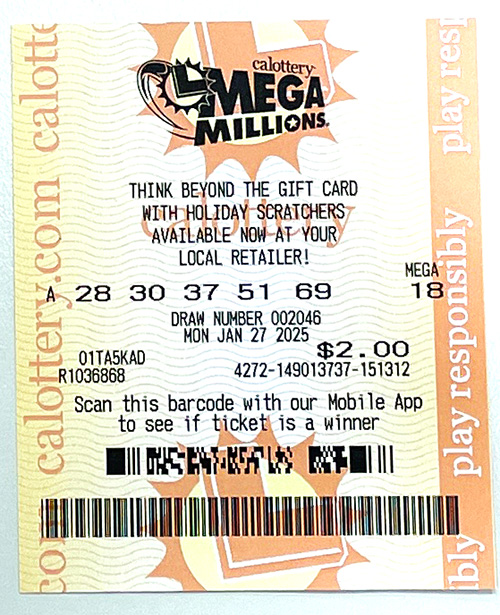 calottery
MEGA
MILLIONS
THINK BEYOND THE GIFT CARD
WITH HOLIDAY SCRATCHERS
AVAILABLE NOW AT YOUR
LOCAL RETAILER!
MEGA
A 28 30 37 51 69 18
DRAW NUMBER 002046
MON JAN 27 2025
$2.00
01TA5KAD
R1036868 4272-149013737-151312
Scan this barcode with our Mobile App
to see if ticket is a winner
calottery.com
play responsibly
calottery